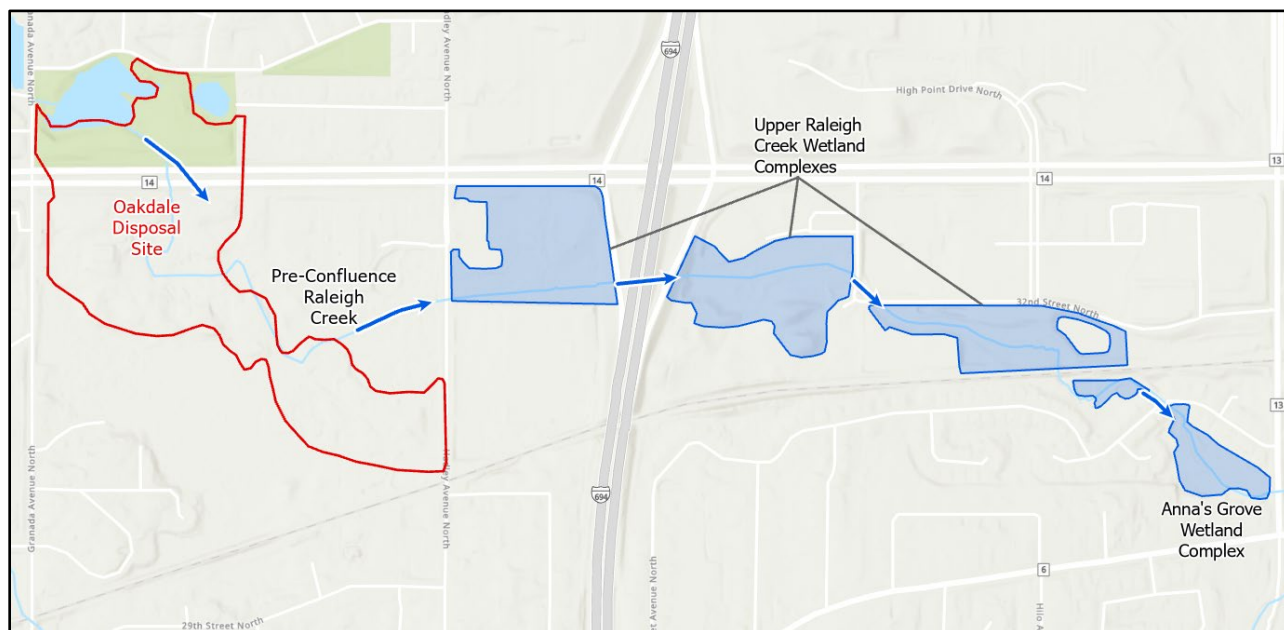 Granada Avenue North
Hadley Avenue North
694
High Point Drive North
Upper Raleigh
Creek Wetland
Complexes
13
14
14
14
Oakdale
Disposal
Site
Pre-Confluence
Raleigh
Creek
32nd Street North
13
Granada Avenue North
Hadley Avenue North
694
Anna's Grove
Wetland
Complex
6
29th Street North